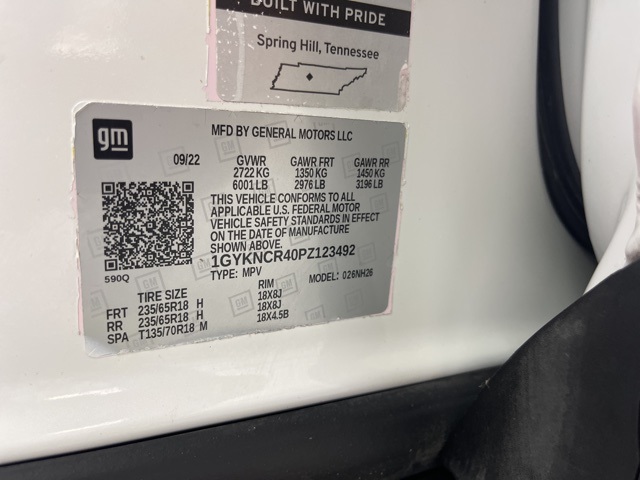 BUILT WITH PRIDE
Spring Hill, Tennessee
gm
MFD BY GENERAL MOTORS LLC
09/22 GVWR GAWR FRT GAWR RR
2722 KG 1350 KG 1450 KG
6001 LB 2976 LB 3196 LB
THIS VEHICLE CONFORMS TO ALL
APPLICABLE U.S. FEDERAL MOTOR
VEHICLE SAFETY STANDARDS IN EFFECT
ON THE DATE OF MANUFACTURE
SHOWN ABOVE.
1GYKNCR40PZ123492
590Q
TYPE: MPV MODEL: 026NH26
TIRE SIZE RIM
FRT 235/65R18 H 18X8J
RR 235/65R18 H 18X8J
SPA T135/70R18 M 18X4.5B